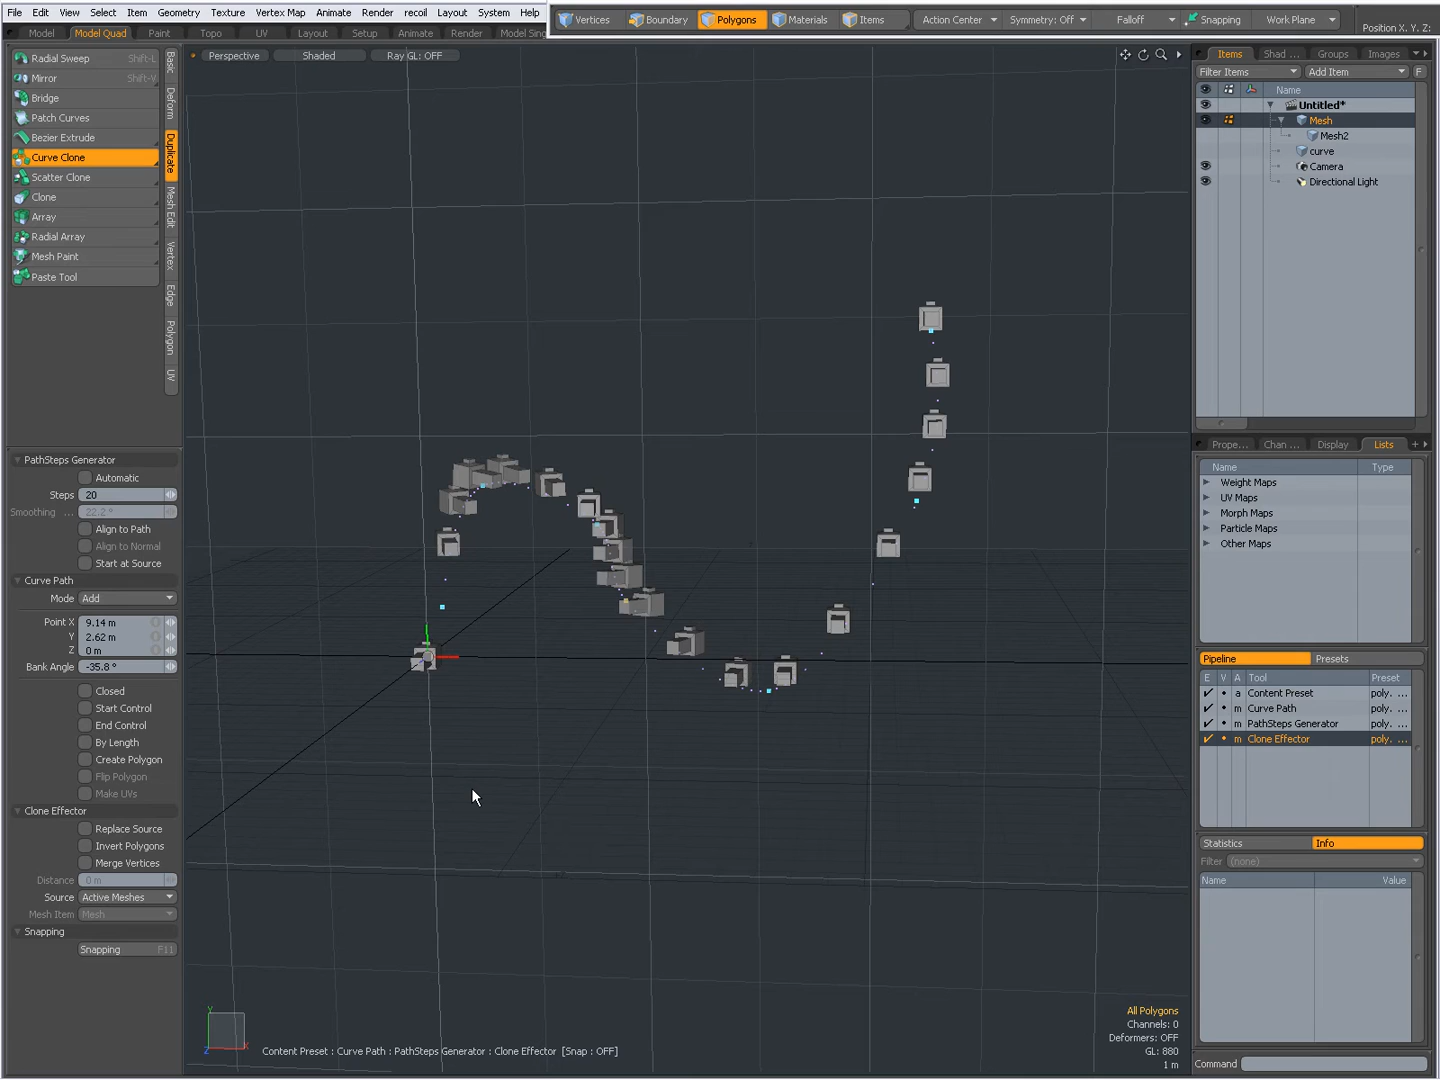 File Edit View Select Item Geometry Texture Vertex Map Animate Render recoil Layout System Help
Vertices Boundary Polygons Materials Items Action Center Symmetry: Off Falloff Snapping Work Plane Position X, Y, Z:
Model Model Quad Paint Topo UV Layout Setup Animate Render Model Sing
Radial Sweep Shift-L
Mirror Shift-V
Bridge
Patch Curves
Bezier Extrude
Curve Clone
Scatter Clone
Clone
Array
Radial Array
Mesh Paint
Paste Tool
Basic
Deform
Duplicate
Mesh Edit
Vertex
Edge
Polygon
UV
Perspective Shaded Ray GL: OFF
PathSteps Generator
Automatic
Steps 20
Smoothing ... 22.2 °
Align to Path
Align to Normal
Start at Source
Curve Path
Mode Add
Point X 9.14 m
Y 2.62 m
Z 0 m
Bank Angle -35.8 °
Closed
Start Control
End Control
By Length
Create Polygon
Flip Polygon
Make UVs
Clone Effector
Replace Source
Invert Polygons
Merge Vertices
Distance 0 m
Source Active Meshes
Mesh Item Mesh
Snapping
Snapping F11
Y
Z
X
Content Preset : Curve Path : PathSteps Generator : Clone Effector [Snap : OFF]
All Polygons
Channels: 0
Deformers: OFF
GL: 880
1 m
Items Shad ... Groups Images
Filter Items Add Item F
Name
Untitled*
Mesh
Mesh2
curve
Camera
Directional Light
Prope... Chan ... Display Lists +
Name Type
Weight Maps
UV Maps
Morph Maps
Particle Maps
Other Maps
Pipeline Presets
E V A Tool Preset
a Content Preset poly. ...
m Curve Path poly. ...
m PathSteps Generator poly. ...
m Clone Effector poly. ...
Statistics Info
Filter (none)
Name Value
Command